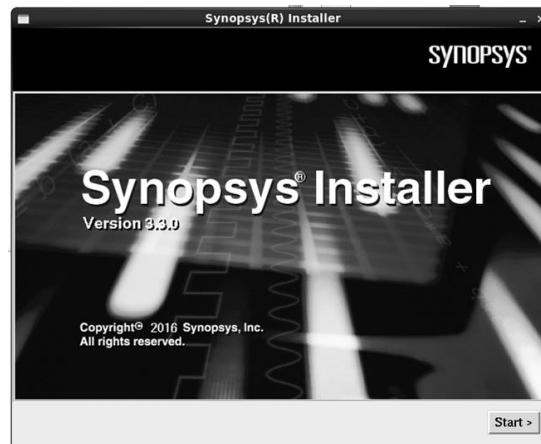 Synopsys(R) Installer
SYNOPSYS®
Synopsys® Installer
Version 3.3.0
Copyright© 2016 Synopsys, Inc.
All rights reserved.
Start >